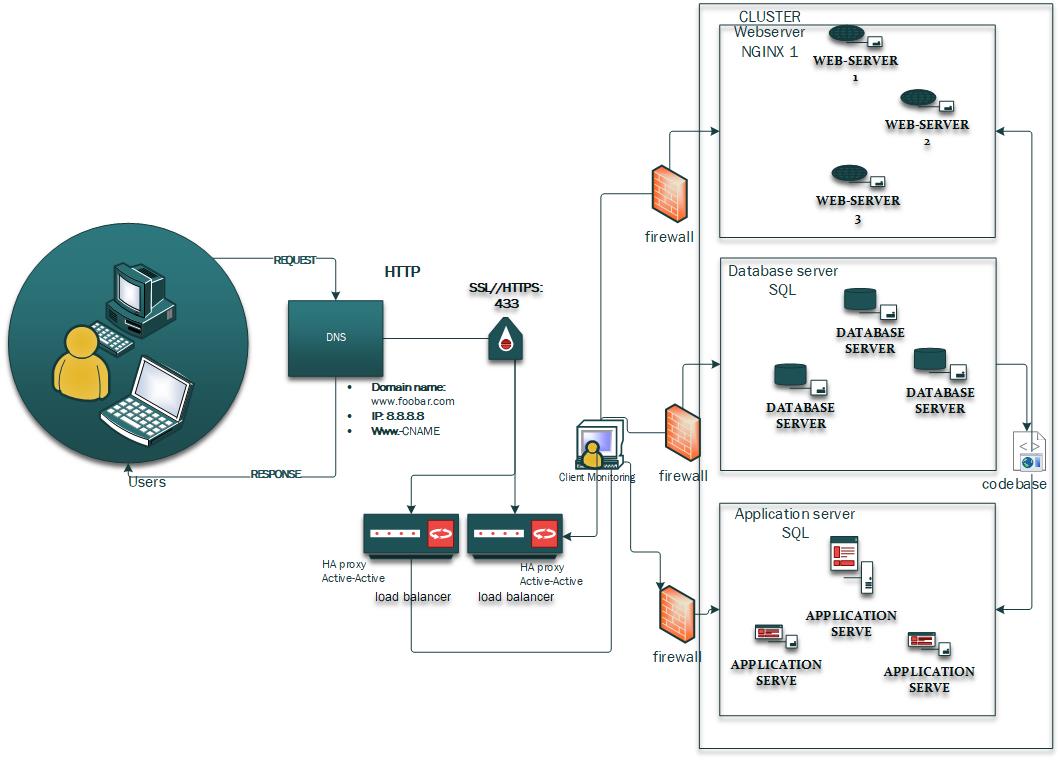 CLUSTER
Webserver
NGINX 1
WEB-SERVER
1
WEB-SERVER
2
WEB-SERVER
3
firewall
REQUEST
HTTP
SSL//HTTPS:
433
DNS
• Domain name:
www.foobar.com
• IP: 8.8.8.8
• Www.-CNAME
RESPONSE
Users
Database server
SQL
DATABASE
SERVER
DATABASE
SERVER
DATABASE
SERVER
Client Monitoring
firewall
codebase
HA proxy
Active-Active
load balancer
HA proxy
Active-Active
load balancer
Application server
SQL
APPLICATION
SERVE
APPLICATION
SERVE
APPLICATION
SERVE
firewall